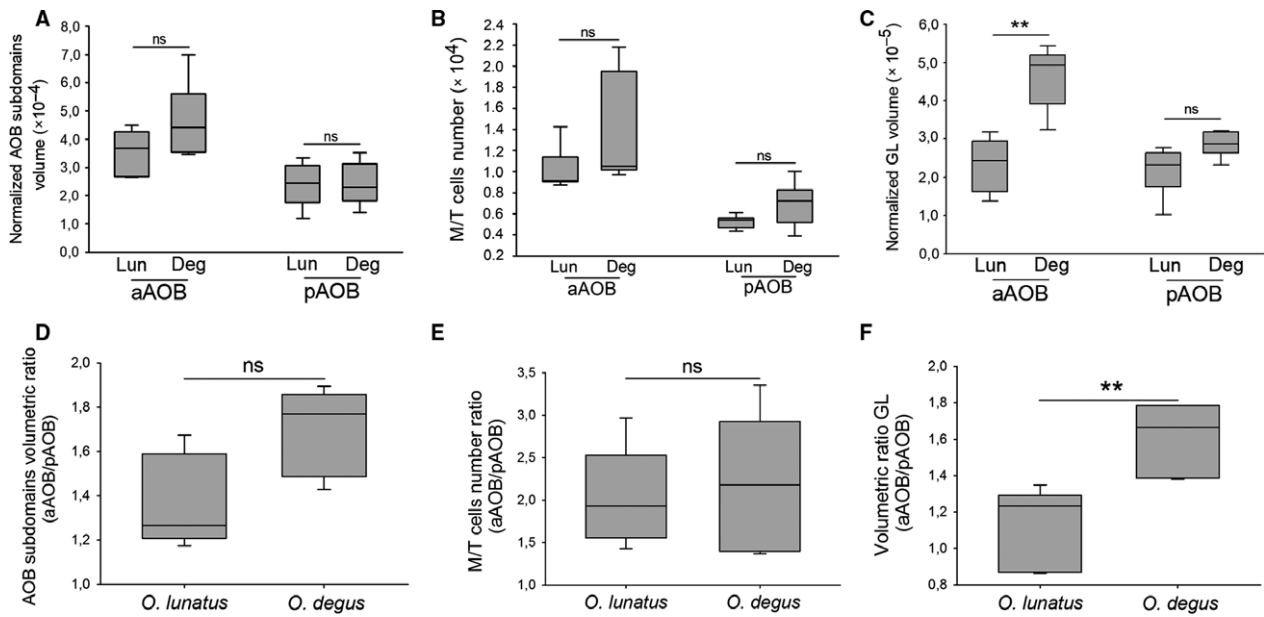 A
Normalized AOB subdomains
volume (×10⁻⁴)
8,0
7,0
6,0
5,0
4,0
3,0
2,0
1,0
0,0
ns
ns
Lun Deg Lun Deg
aAOB pAOB
B
M/T cells number (× 10⁴)
2.4
2.2
2.0
1.8
1.6
1.4
1.2
1.0
0.8
0.6
0.4
0.2
ns
ns
Lun Deg Lun Deg
aAOB pAOB
C
Normalized GL volume (× 10⁻⁵)
6,0
5,0
4,0
3,0
2,0
1,0
0,0
**
ns
Lun Deg Lun Deg
aAOB pAOB
D
AOB subdomains volumetric ratio
(aAOB/pAOB)
2,0
1,8
1,6
1,4
1,2
1,0
ns
O. lunatus O. degus
E
M/T cells number ratio
(aAOB/pAOB)
3,5
3,0
2,5
2,0
1,5
1,0
ns
O. lunatus O. degus
F
Volumetric ratio GL
(aAOB/pAOB)
2,0
1,8
1,6
1,4
1,2
1,0
0,8
**
O. lunatus O. degus